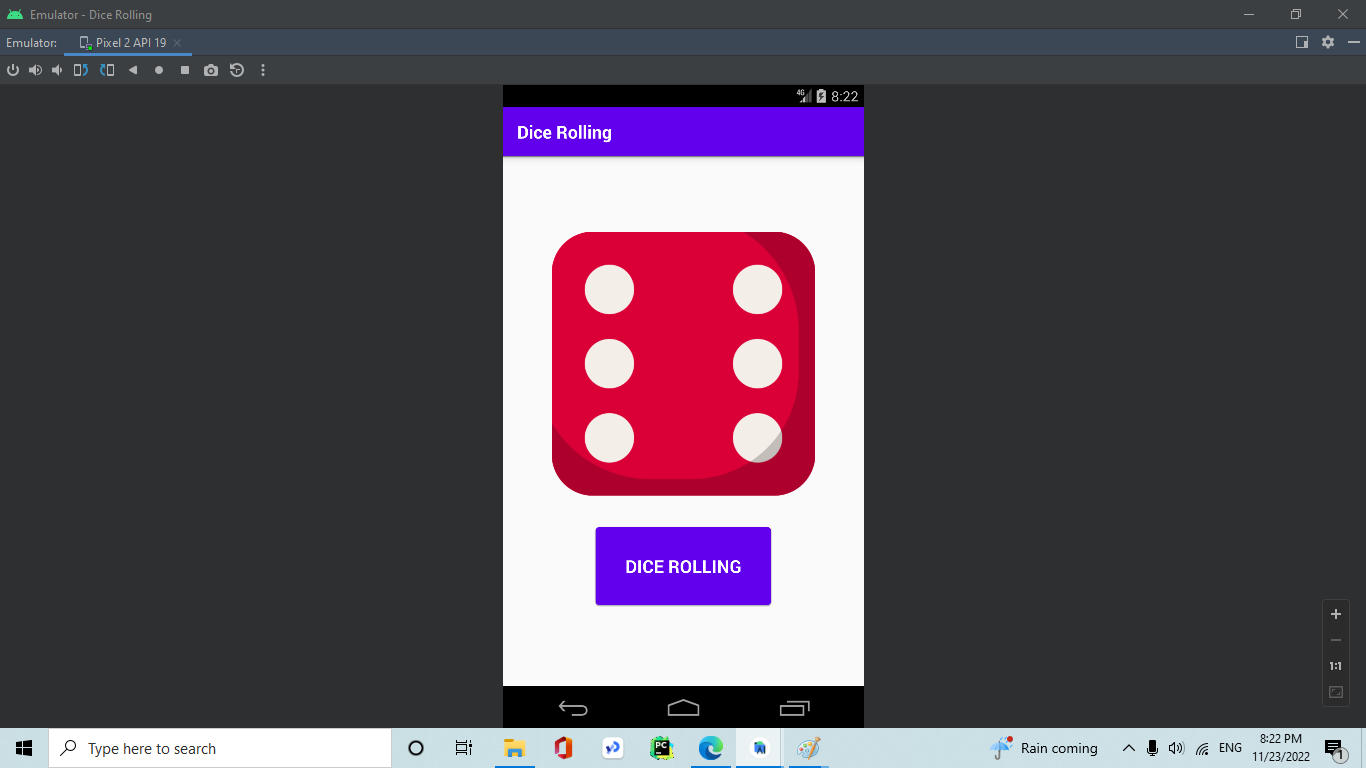 Emulator - Dice Rolling
Emulator: Pixel 2 API 19
4G 8:22
Dice Rolling
DICE ROLLING
1:1
Type here to search
PC
Rain coming
ENG
8:22 PM
11/23/2022
1